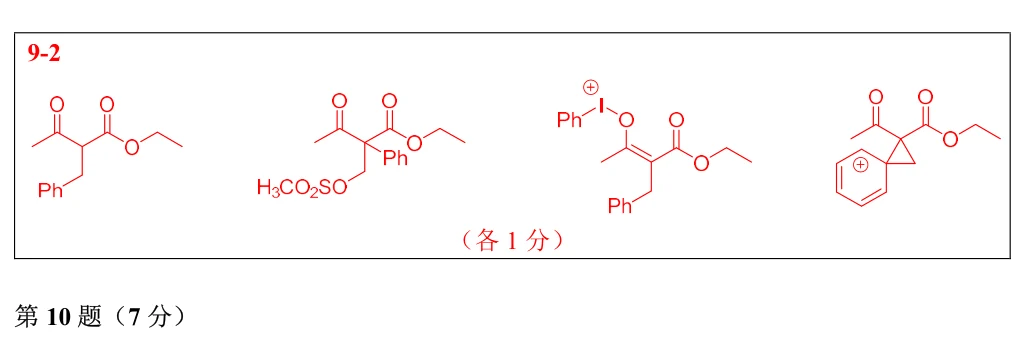 9-2
O O O
Ph
O O O Ph H₃CO₂SO
⊕ Ph I O O O Ph
O O O ⊕
（各 1 分）
第 10 题（7 分）